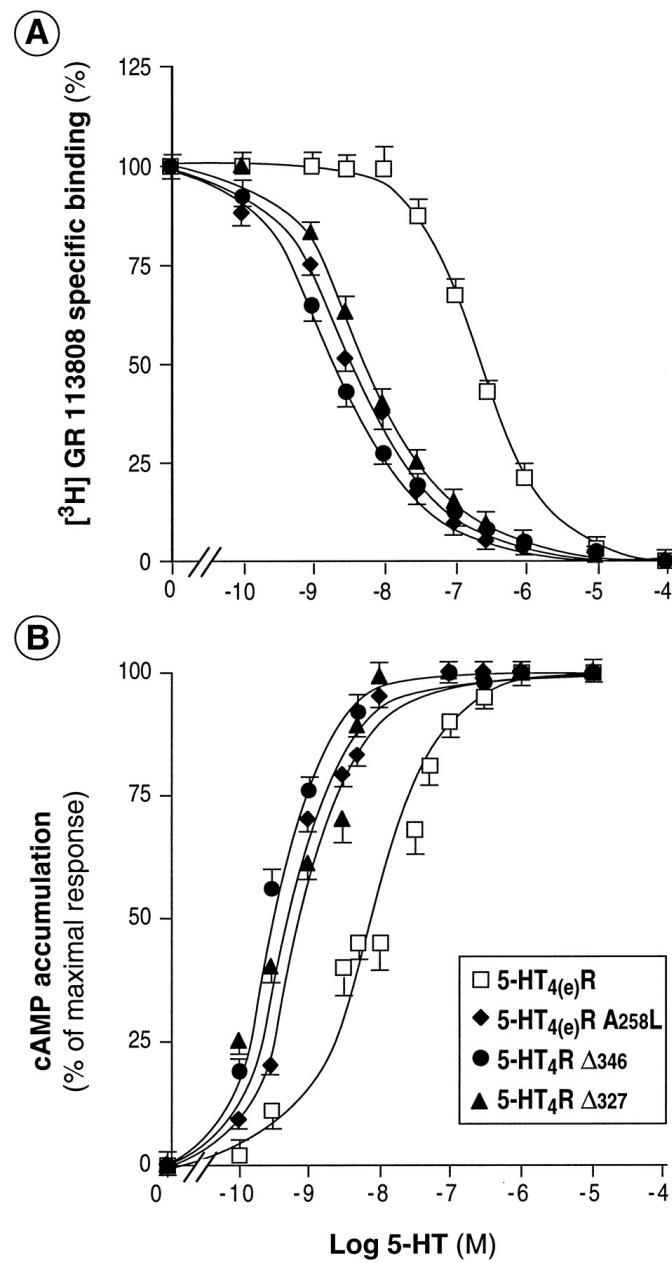 A
[³H] GR 113808 specific binding (%)
125
100
75
50
25
0
0 -10 -9 -8 -7 -6 -5 -4
B
cAMP accumulation
(% of maximal response)
100
75
50
25
0
5-HT4(e)R
5-HT4(e)R A258L
5-HT4R Δ346
5-HT4R Δ327
0 -10 -9 -8 -7 -6 -5 -4
Log 5-HT (M)